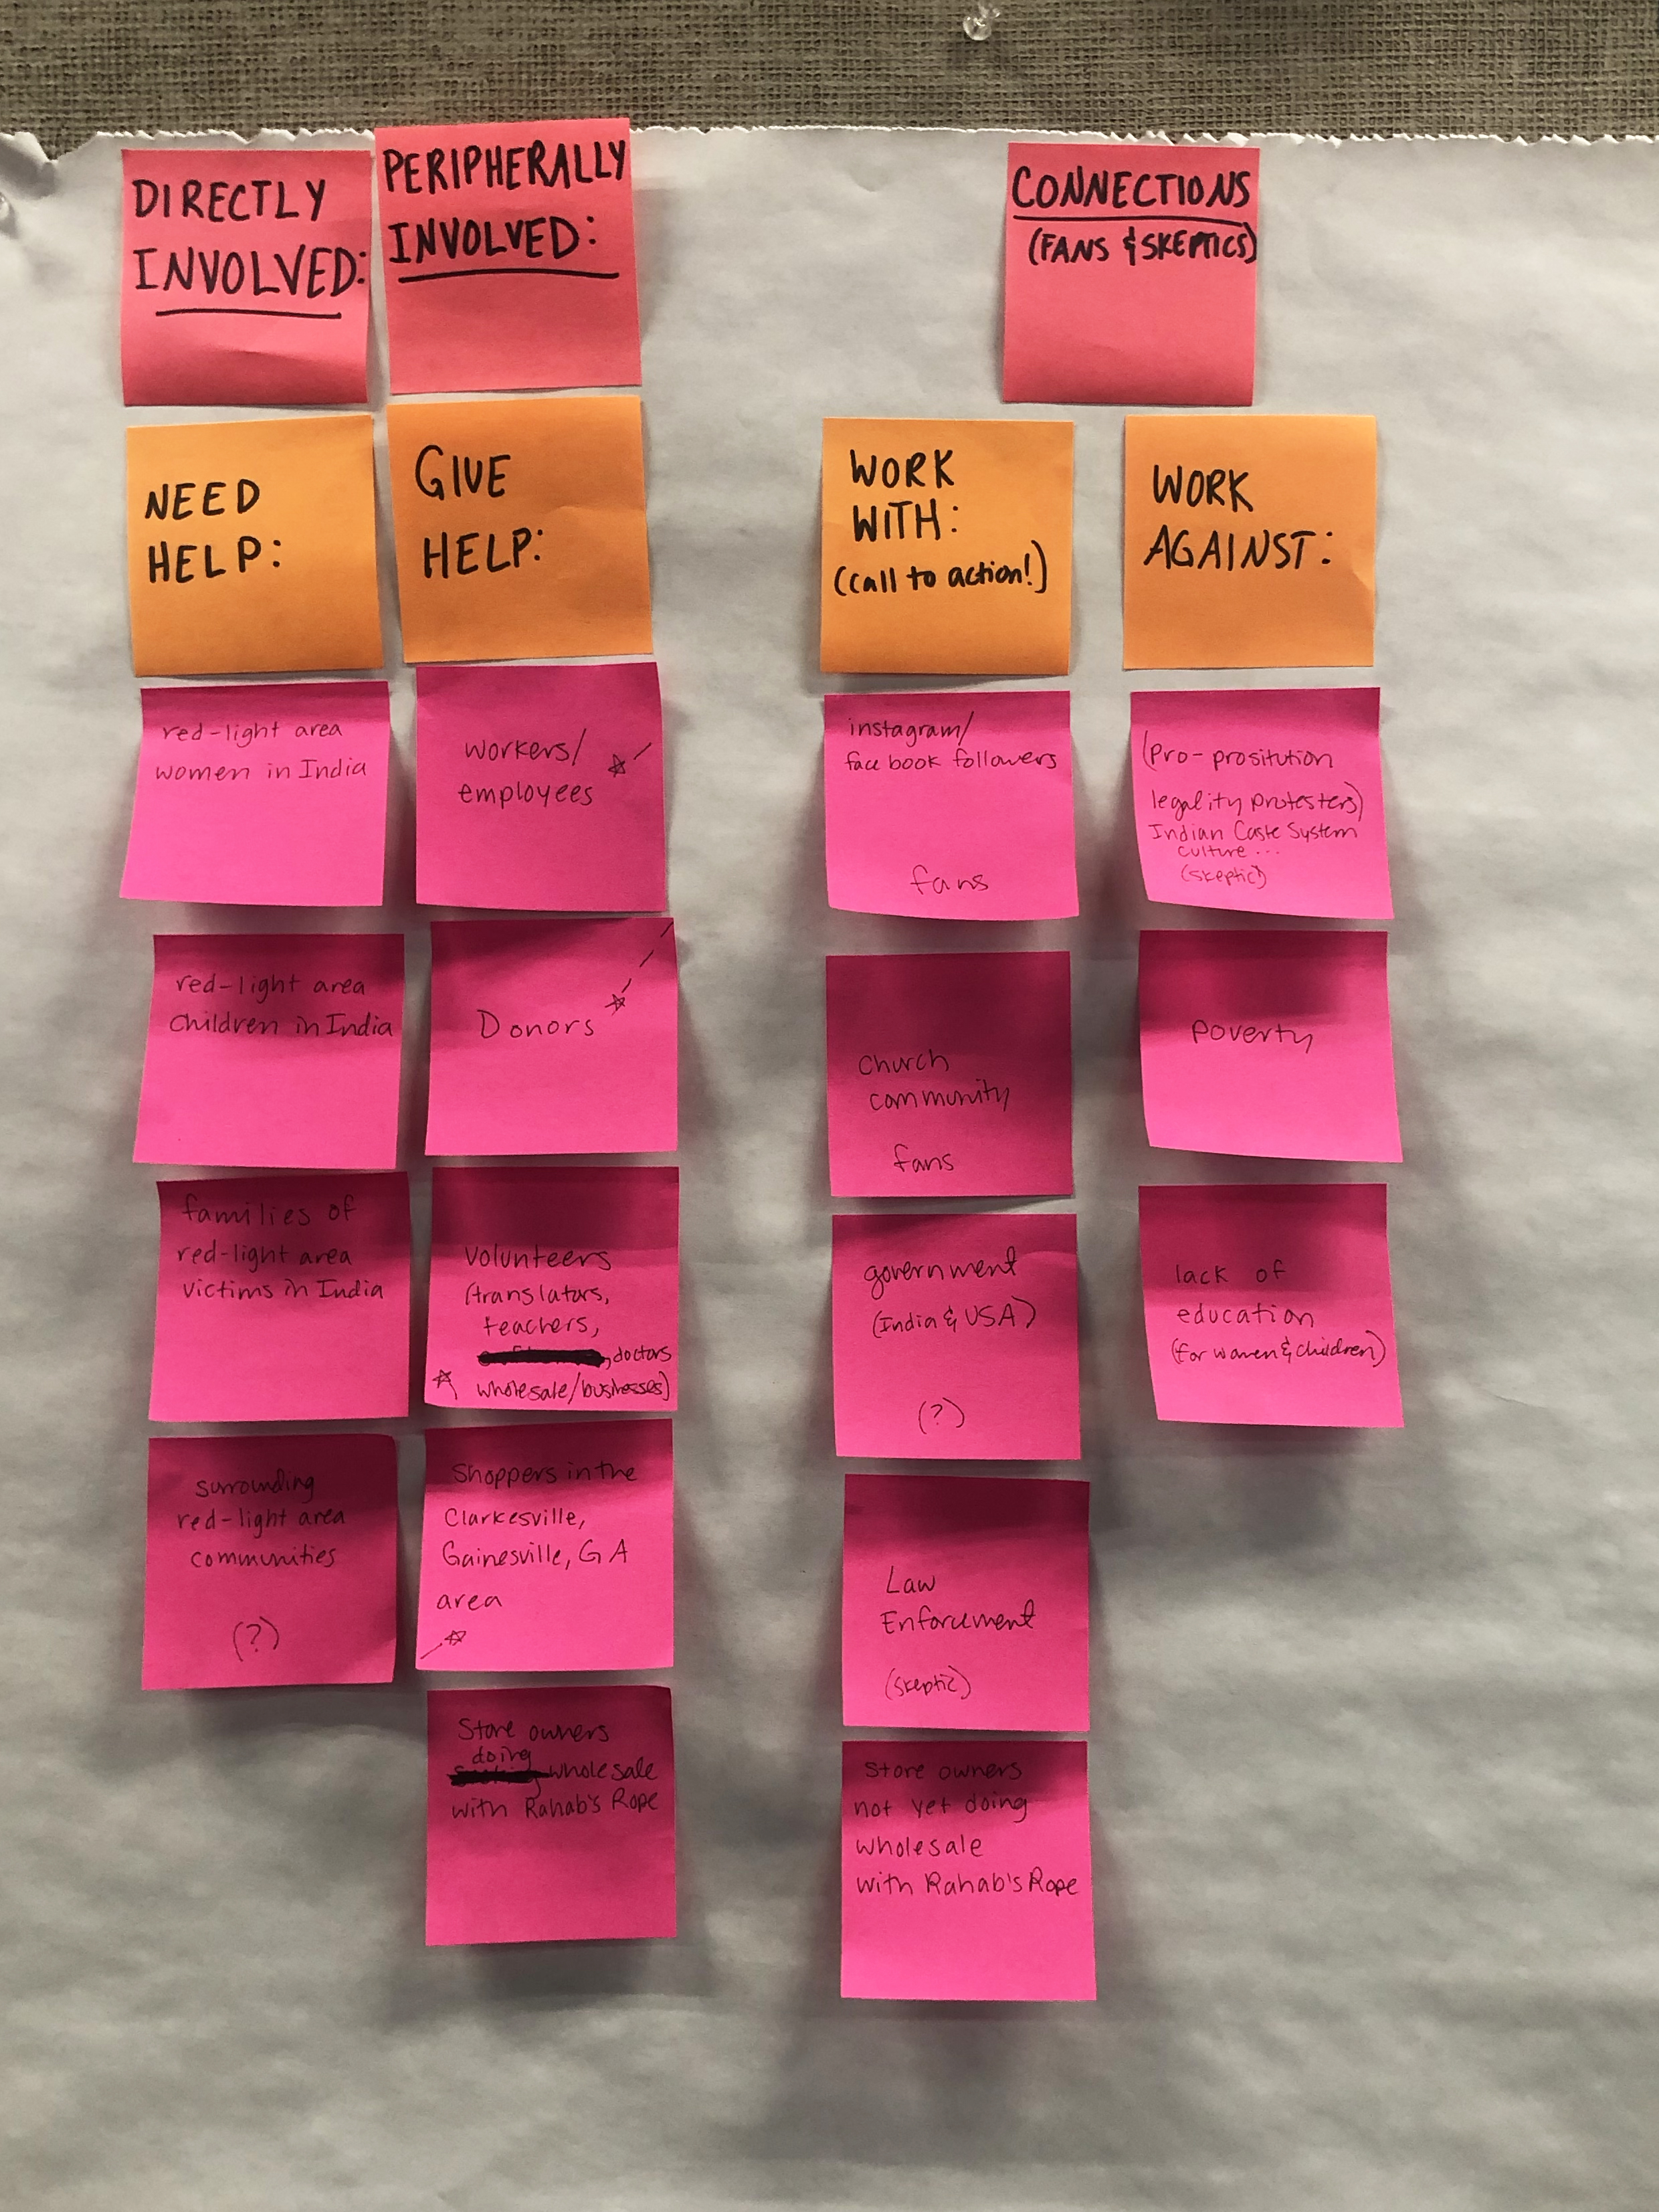 DIRECTLY
INVOLVED:
PERIPHERALLY
INVOLVED:
CONNECTIONS
(FANS & SKEPTICS)
NEED
HELP:
GIVE
HELP:
WORK
WITH:
(call to action!)
WORK
AGAINST:
red-light area
women in India
red-light area
children in India
families of
red-light area
victims in India
surrounding
red-light area
communities
(?)
workers/
employees
Donors
Volunteers
(translators,
teachers,
, doctors
wholesale/businesses)
Shoppers in the
Clarkesville,
Gainesville, GA
area
Store owners
doing
wholesale
with Rahab's Rope
instagram/
facebook followers
fans
Church
community
fans
government
(India & USA)
(?)
Law
Enforcement
(skeptic)
Store owners
not yet doing
wholesale
with Rahab's Rope
(Pro-prositution
legality protesters)
Indian Caste System
culture...
(skeptic)
Poverty
lack of
education
(for women & children)